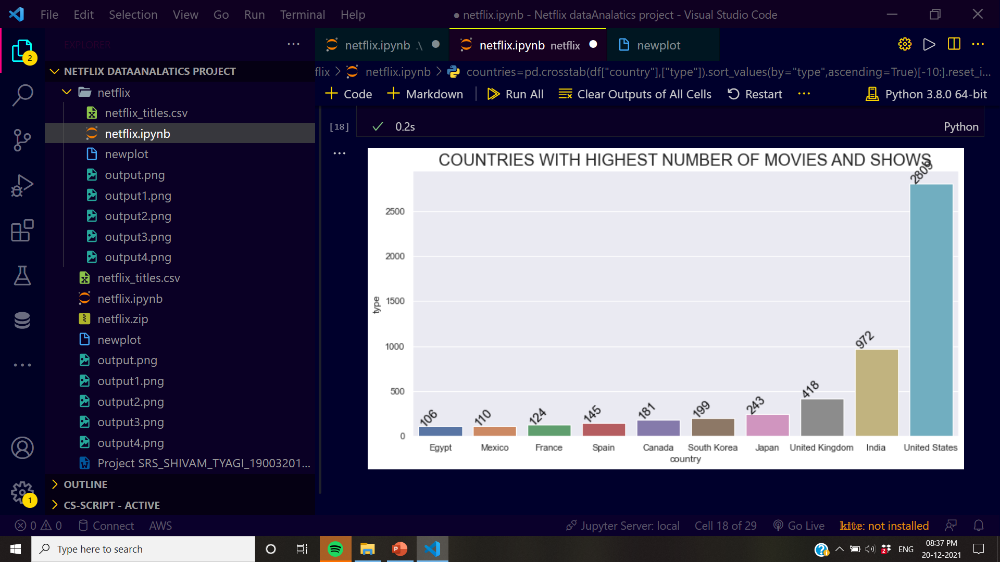 File Edit Selection View Go Run Terminal Help
● netflix.ipynb - Netflix dataAnalatics project - Visual Studio Code
EXPLORER
netflix.ipynb .\
netflix.ipynb netflix
newplot
2
NETFLIX DATAANALATICS PROJECT
flix > netflix.ipynb > countries=pd.crosstab(df["country"],["type"]).sort_values(by="type",ascending=True)[-10:].reset_i...
Code Markdown Run All Clear Outputs of All Cells Restart
Python 3.8.0 64-bit
netflix
netflix_titles.csv
netflix.ipynb
newplot
output.png
output1.png
output2.png
output3.png
output4.png
netflix_titles.csv
netflix.ipynb
netflix.zip
newplot
output.png
output1.png
output2.png
output3.png
output4.png
Project SRS_SHIVAM_TYAGI_19003201...
OUTLINE
CS-SCRIPT - ACTIVE
1
[18] 0.2s Python
COUNTRIES WITH HIGHEST NUMBER OF MOVIES AND SHOWS
2500
2000
1500
1000
500
0
type
106 110 124 145 181 199 243 418 972 2809
Egypt Mexico France Spain Canada South Korea Japan United Kingdom India United States
country
0 0 Connect AWS
Jupyter Server: local Cell 18 of 29 Go Live kite: not installed
Type here to search
2
ENG
08:37 PM
20-12-2021